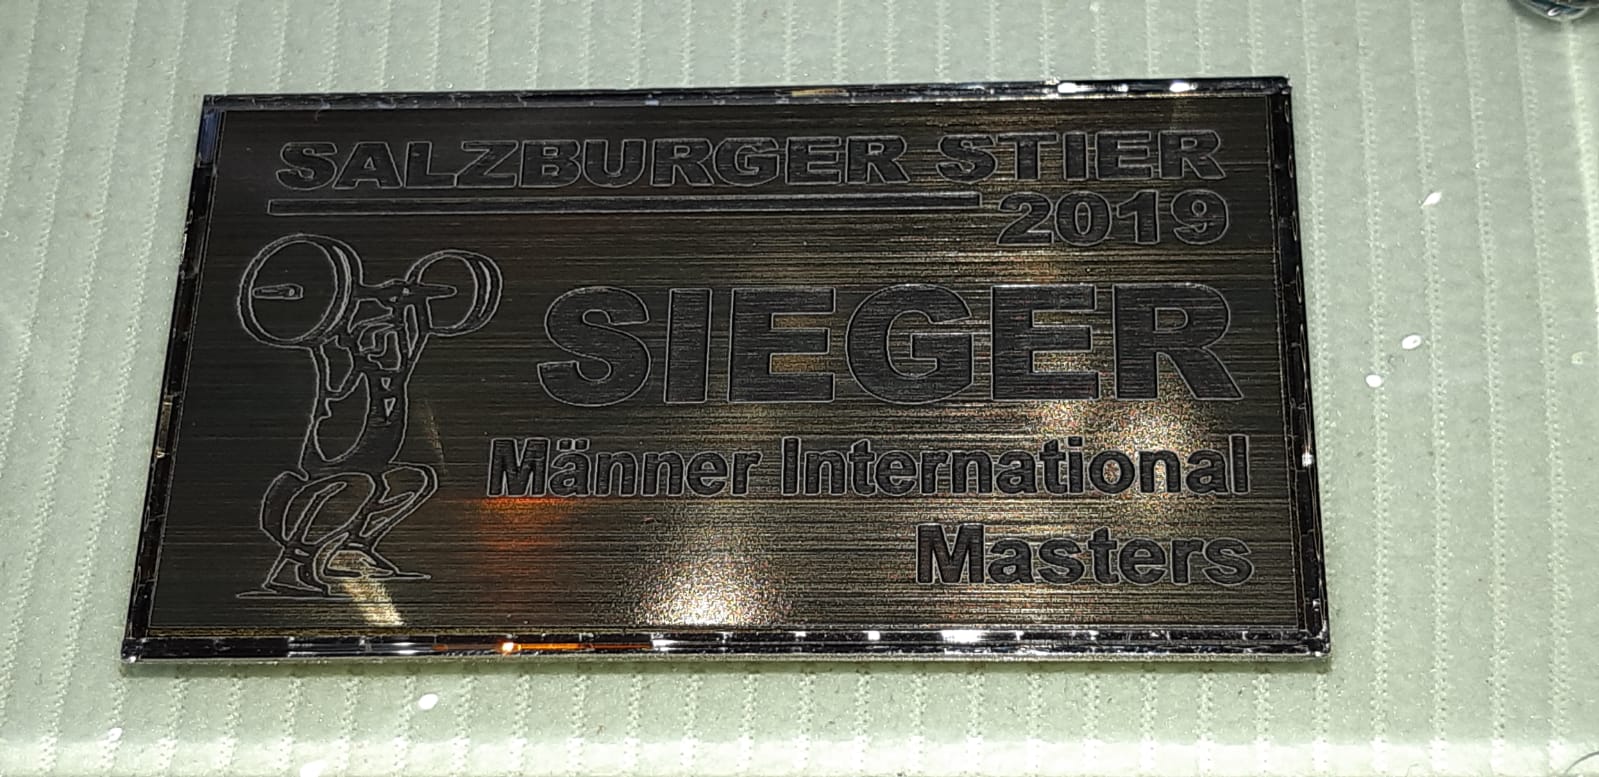 SALZBURGER STIER
2019
SIEGER
Männer International
Masters